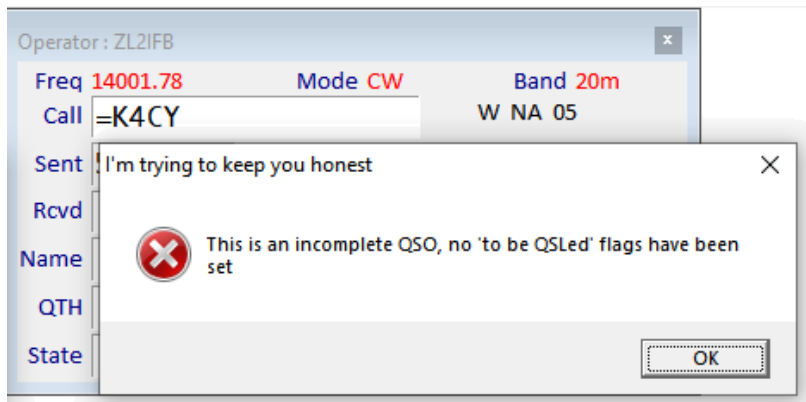 Operator : ZL2IFB x
Freq 14001.78 Mode CW Band 20m
Call =K4CY W NA 05
Sent
I'm trying to keep you honest
Rcvd
This is an incomplete QSO, no 'to be QSLed' flags have been
set
Name
QTH
State
OK